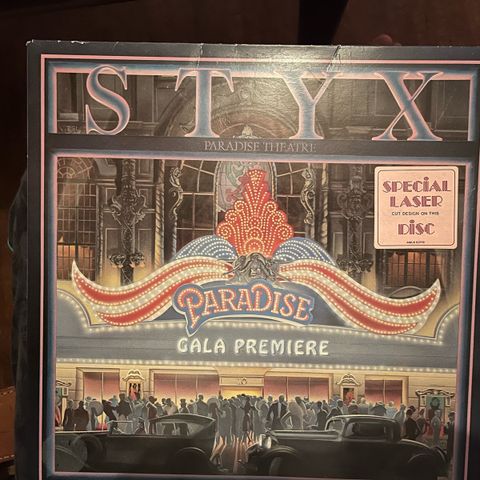 STYX
PARADISE THEATRE
SPECIAL
LASER
CUT DESIGN ON THIS
DISC
PARADISE
GALA PREMIERE